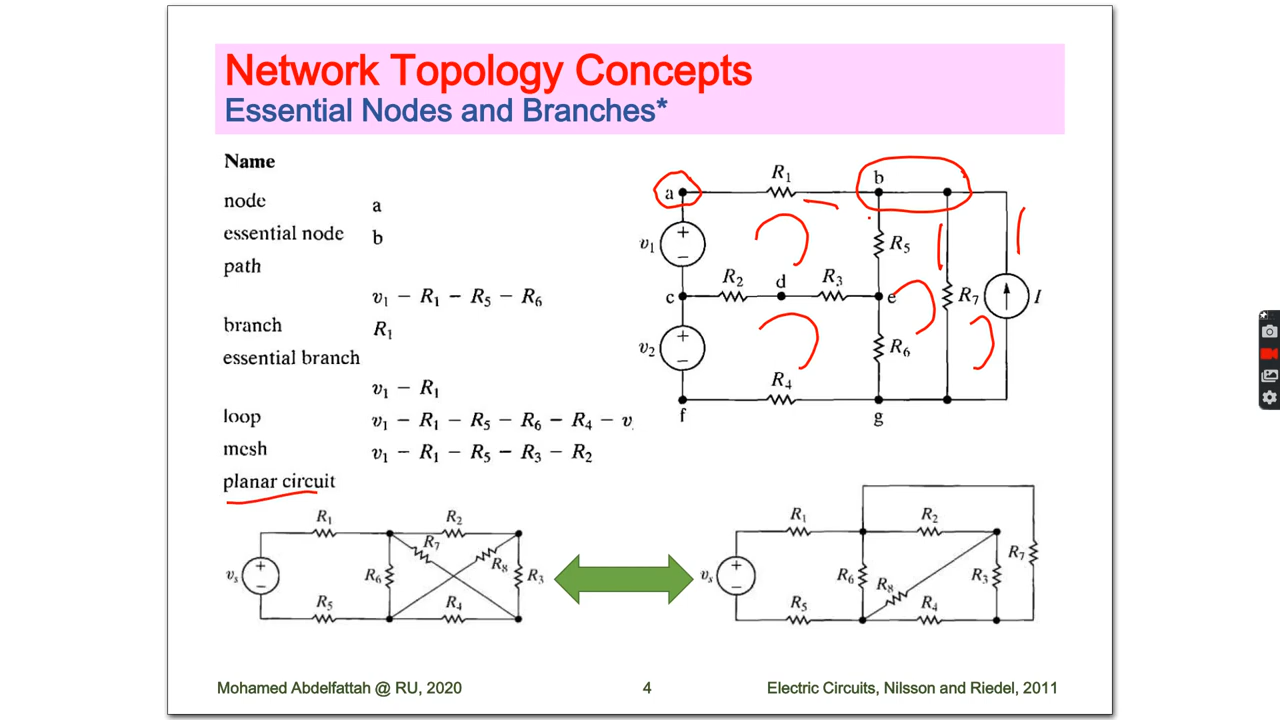 Network Topology Concepts
Essential Nodes and Branches*
Name
node a
essential node b
path
v₁ – R₁ – R₅ – R₆
branch R₁
essential branch
v₁ – R₁
loop v₁ – R₁ – R₅ – R₆ – R₄ – v
mesh v₁ – R₁ – R₅ – R₃ – R₂
planar circuit
a R₁ b
v₁ + – R₅
R₂ d R₃
c e R₇ I
v₂ + – R₆
R₄
f g
R₁ R₂
R₇ R₈
vₛ + – R₆ R₃
R₅ R₄
R₁ R₂
R₇
vₛ + – R₆ R₈ R₃
R₅ R₄
Mohamed Abdelfattah @ RU, 2020 4 Electric Circuits, Nilsson and Riedel, 2011